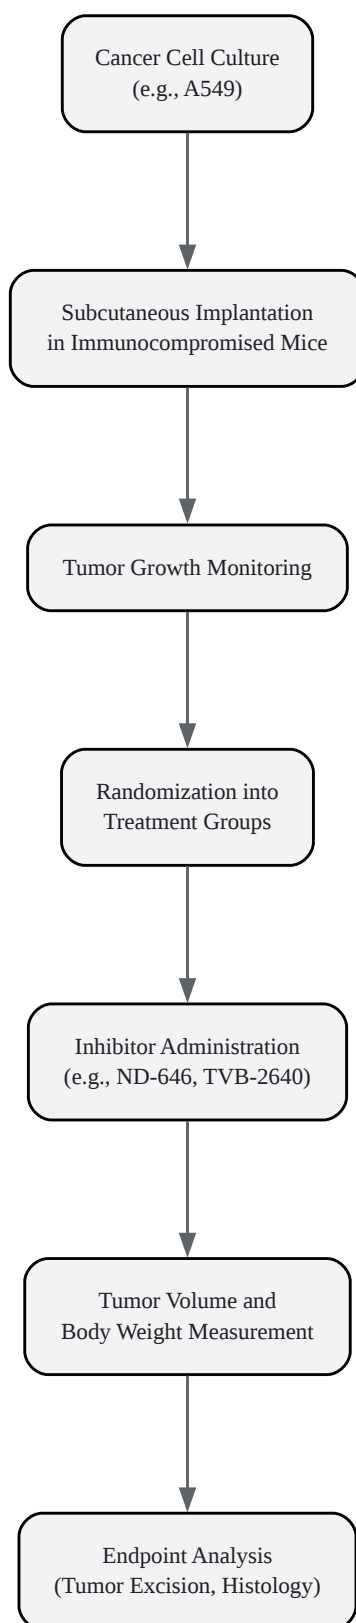 Cancer Cell Culture
(e.g., A549)
Subcutaneous Implantation
in Immunocompromised Mice
Tumor Growth Monitoring
Randomization into
Treatment Groups
Inhibitor Administration
(e.g., ND-646, TVB-2640)
Tumor Volume and
Body Weight Measurement
Endpoint Analysis
(Tumor Excision, Histology)